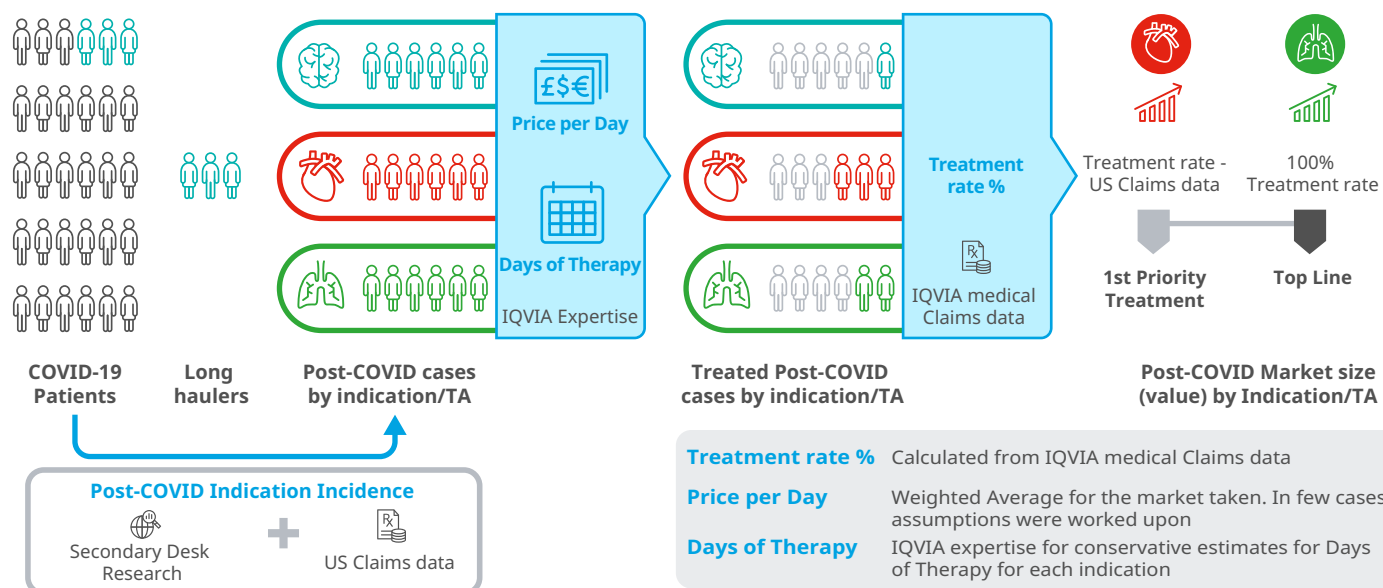 £$€
Price per Day
Days of Therapy
IQVIA Expertise
Treatment
rate %
Rx
IQVIA medical
Claims data
Treatment rate -
US Claims data
100%
Treatment rate
1st Priority
Treatment
Top Line
COVID-19
Patients
Long
haulers
Post-COVID cases
by indication/TA
Treated Post-COVID
cases by indication/TA
Post-COVID Market size
(value) by Indication/TA
Post-COVID Indication Incidence
Secondary Desk
Research
+
Rx
US Claims data
Treatment rate % Calculated from IQVIA medical Claims data
Price per Day Weighted Average for the market taken. In few cases
assumptions were worked upon
Days of Therapy IQVIA expertise for conservative estimates for Days
of Therapy for each indication